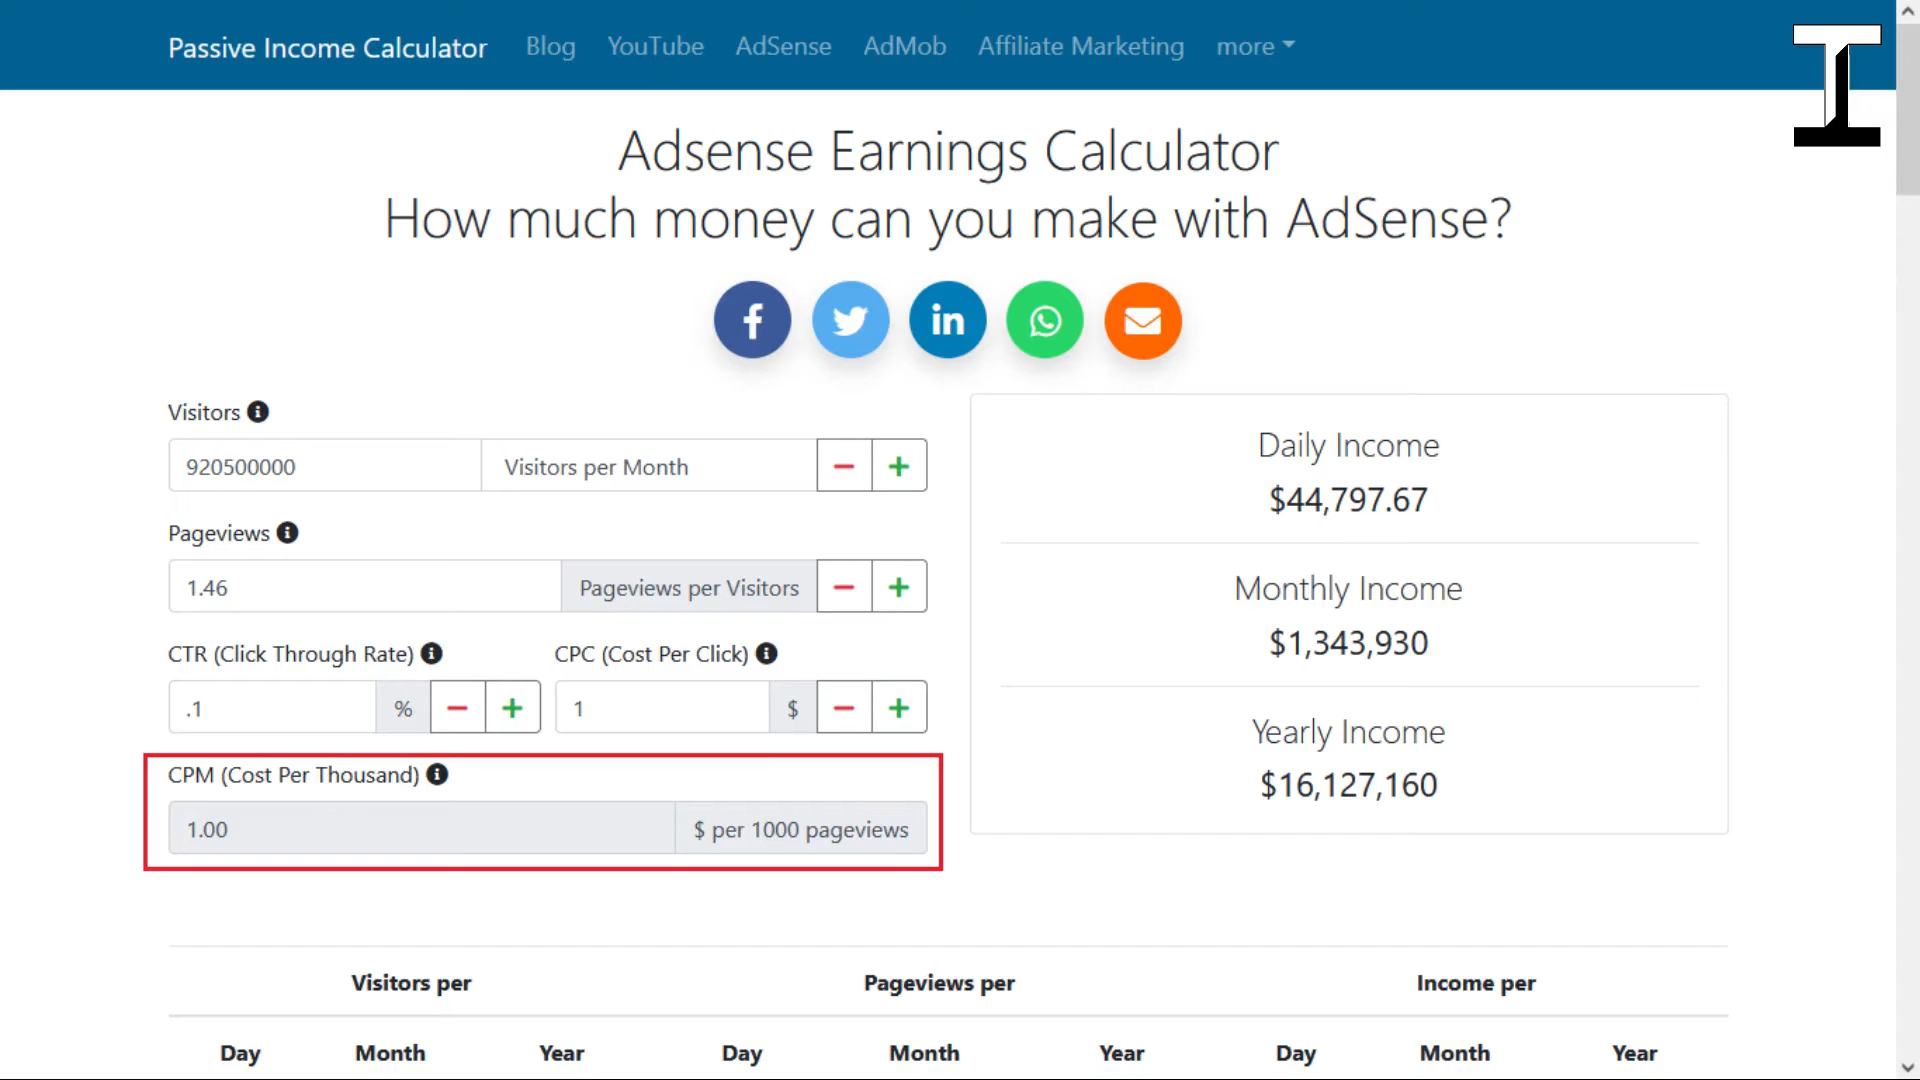 Passive Income Calculator Blog YouTube AdSense AdMob Affiliate Marketing more
I
Adsense Earnings Calculator
How much money can you make with AdSense?
Visitors
920500000 Visitors per Month
Pageviews
1.46 Pageviews per Visitors
CTR (Click Through Rate) CPC (Cost Per Click)
.1 % 1 $
CPM (Cost Per Thousand)
1.00 $ per 1000 pageviews
Daily Income
$44,797.67
Monthly Income
$1,343,930
Yearly Income
$16,127,160
Visitors per Pageviews per Income per
Day Month Year Day Month Year Day Month Year